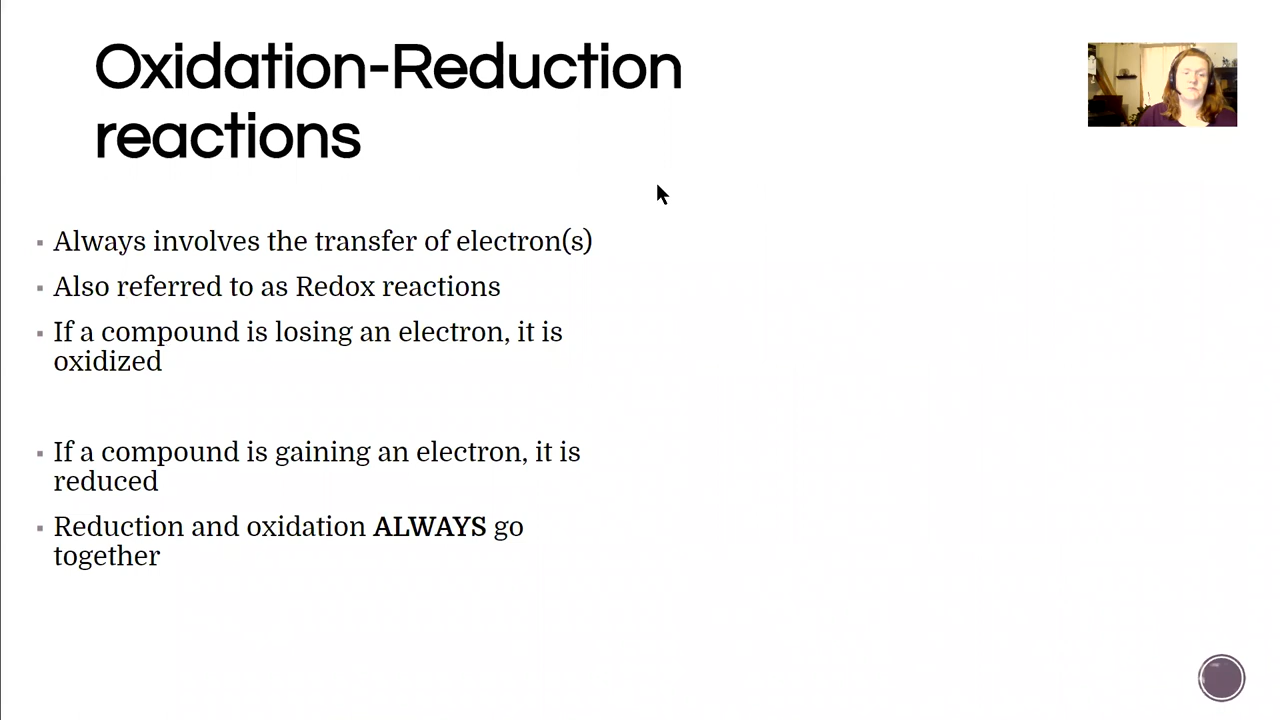 Oxidation-Reduction
reactions
Always involves the transfer of electron(s)
Also referred to as Redox reactions
If a compound is losing an electron, it is
oxidized
If a compound is gaining an electron, it is
reduced
Reduction and oxidation ALWAYS go
together